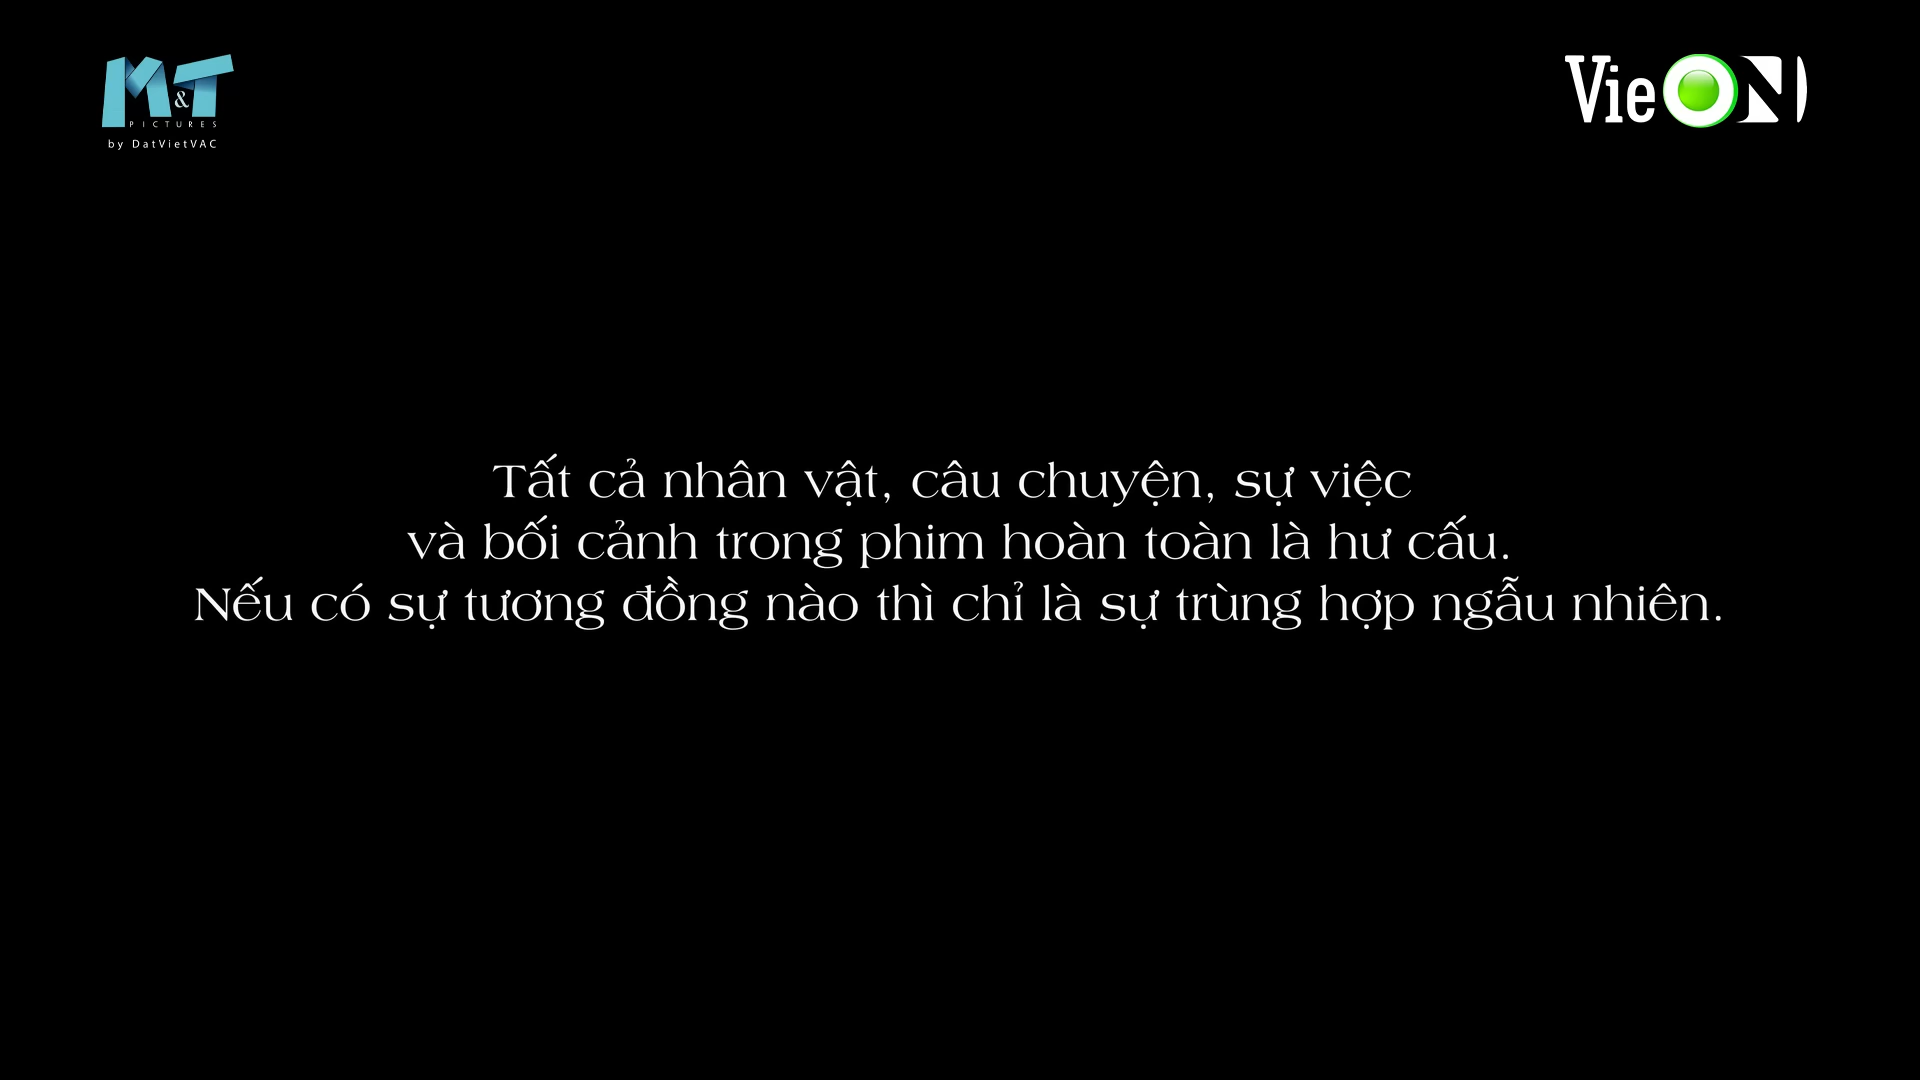 M&T
PICTURES
by DatVietVAC
VieON
Tất cả nhân vật, câu chuyện, sự việc
và bối cảnh trong phim hoàn toàn là hư cấu.
Nếu có sự tương đồng nào thì chỉ là sự trùng hợp ngẫu nhiên.